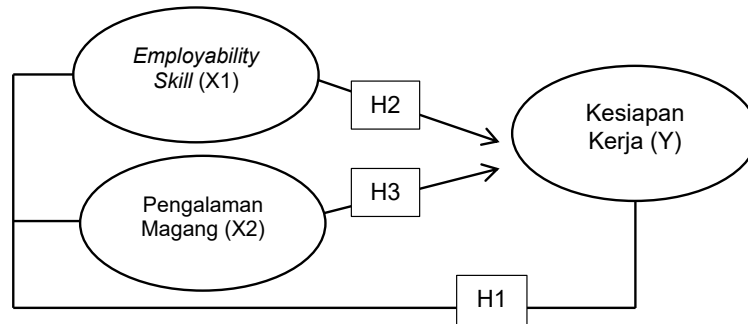 Employability
Skill (X1)
H2
Kesiapan
Kerja (Y)
H3
Pengalaman
Magang (X2)
H1